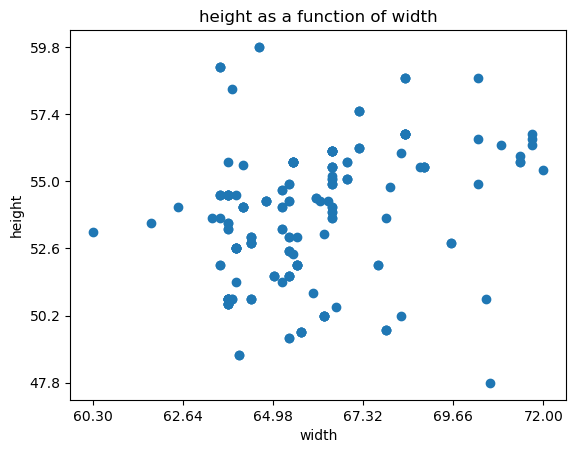 height as a function of width
59.8
57.4
55.0
52.6
50.2
47.8
height
60.30 62.64 64.98 67.32 69.66 72.00
width